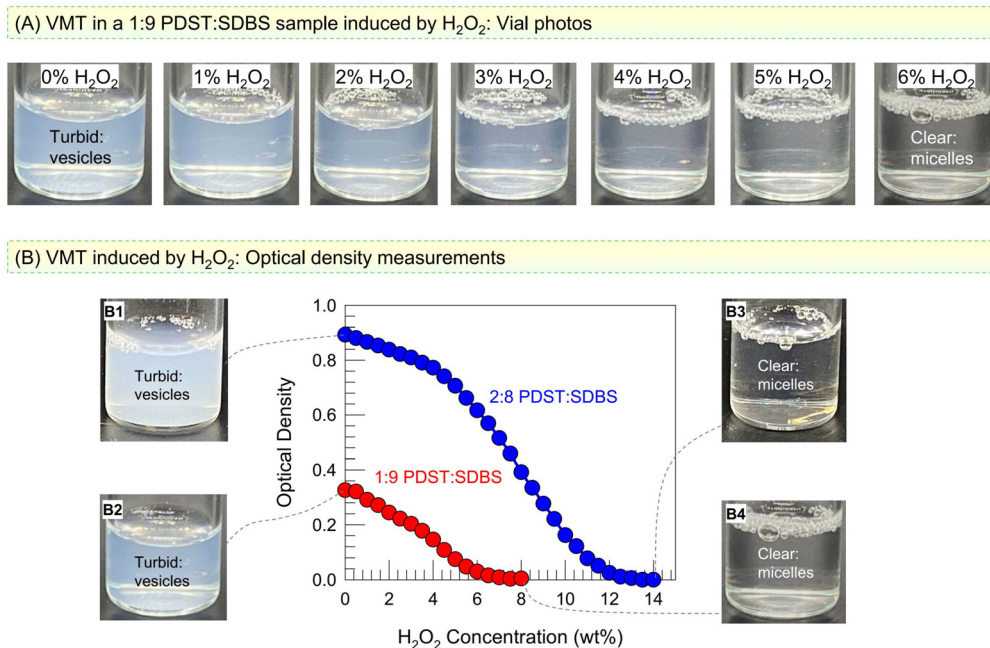 (A) VMT in a 1:9 PDST:SDBS sample induced by H₂O₂: Vial photos
0% H₂O₂
1% H₂O₂
2% H₂O₂
3% H₂O₂
4% H₂O₂
5% H₂O₂
6% H₂O₂
Turbid:
vesicles
Clear:
micelles
(B) VMT induced by H₂O₂: Optical density measurements
B1
Turbid:
vesicles
B2
Turbid:
vesicles
1.0
0.8
0.6
0.4
0.2
0.0
Optical Density
2:8 PDST:SDBS
1:9 PDST:SDBS
0 2 4 6 8 10 12 14
H₂O₂ Concentration (wt%)
B3
Clear:
micelles
B4
Clear:
micelles